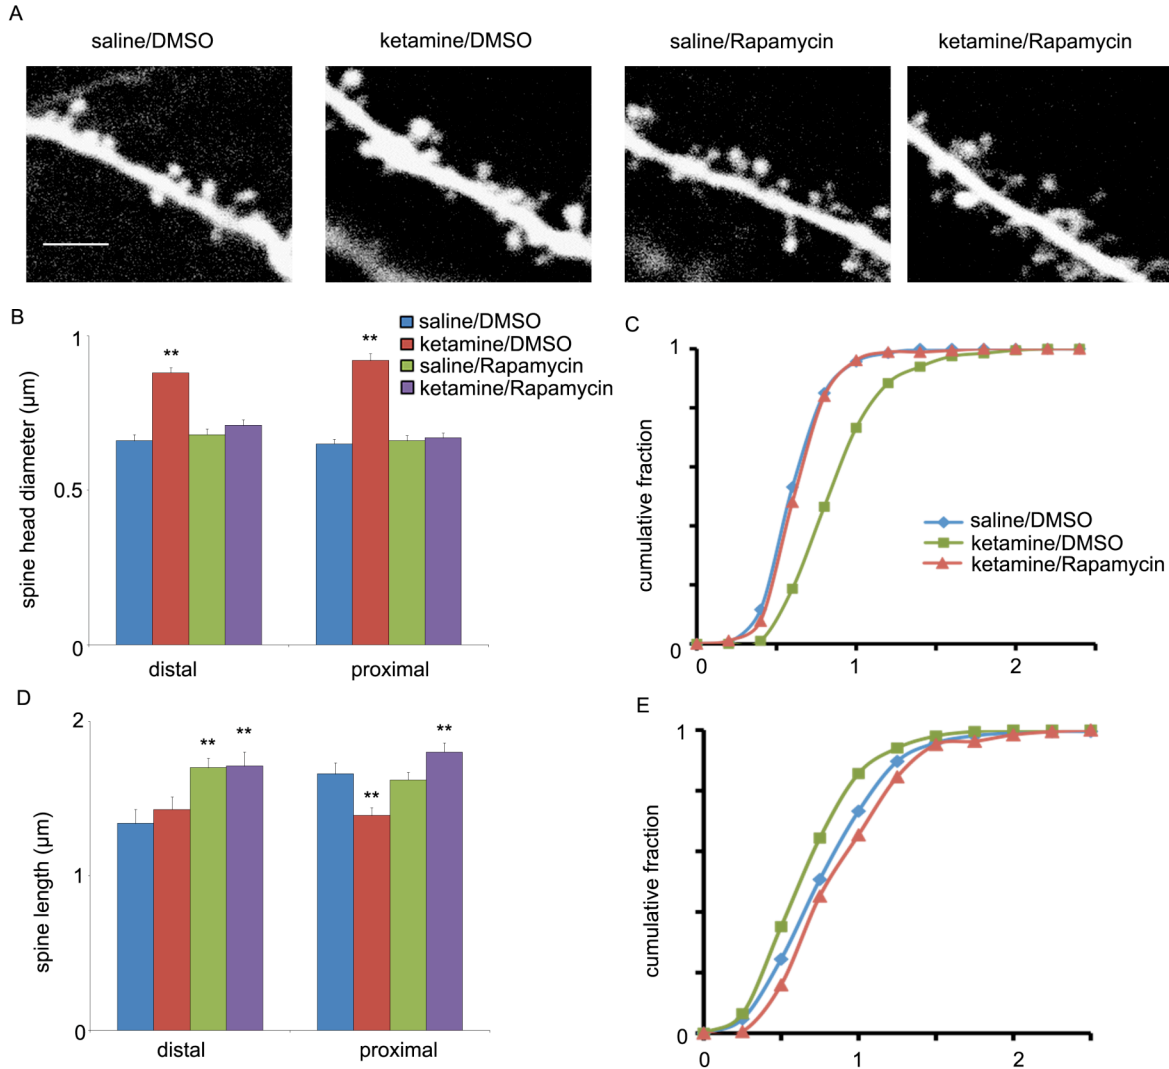 A
saline/DMSO
ketamine/DMSO
saline/Rapamycin
ketamine/Rapamycin
B
saline/DMSO
ketamine/DMSO
saline/Rapamycin
ketamine/Rapamycin
1
**
**
0.5
0
spine head diameter (µm)
distal
proximal
C
1
cumulative fraction
saline/DMSO
ketamine/DMSO
ketamine/Rapamycin
0
0
1
2
D
2
**
**
**
**
1
0
spine length (µm)
distal
proximal
E
1
cumulative fraction
0
0
1
2